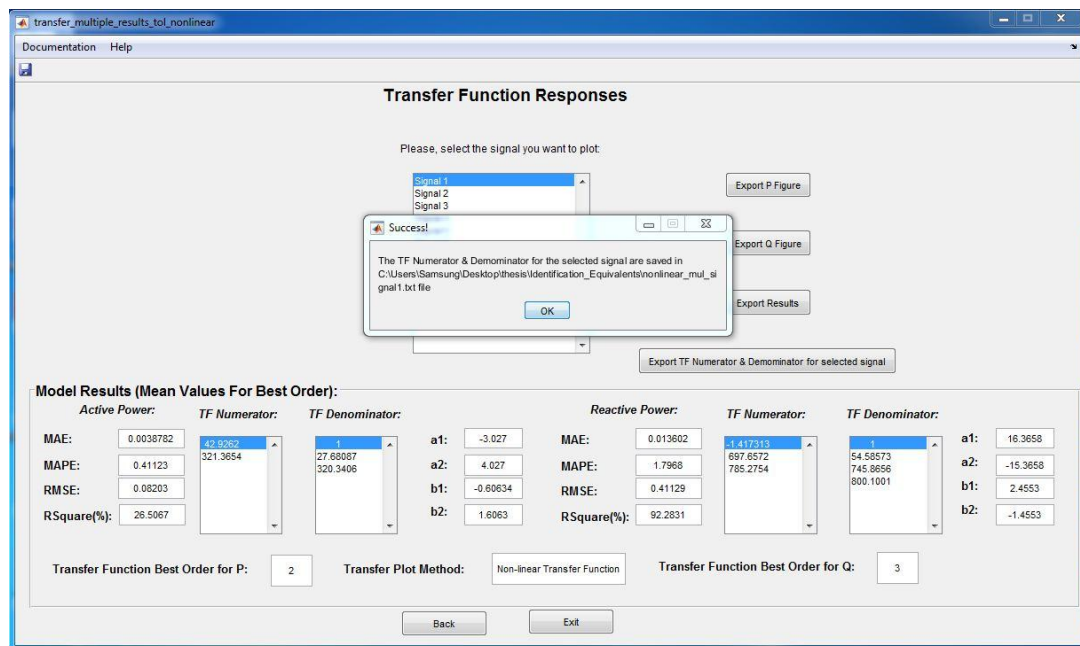 transfer_multiple_results_tol_nonlinear
Documentation Help
Transfer Function Responses
Please, select the signal you want to plot:
Signal 1
Signal 2
Signal 3
Export P Figure
Export Q Figure
Export Results
Export TF Numerator & Demominator for selected signal
Success!
The TF Numerator & Demominator for the selected signal are saved in
C:\Users\Samsung\Desktop\thesis\Identification_Equivalents\nonlinear_mul_si
gnal1.txt file
OK
Model Results (Mean Values For Best Order):
Active Power: TF Numerator: TF Denominator:
MAE: 0.0038782
MAPE: 0.41123
RMSE: 0.08203
RSquare(%): 26.5067
42.9262
321.3654
1
27.68087
320.3406
a1: -3.027
a2: 4.027
b1: -0.60634
b2: 1.6063
Reactive Power: TF Numerator: TF Denominator:
MAE: 0.013602
MAPE: 1.7968
RMSE: 0.41129
RSquare(%): 92.2831
-1.417313
697.6572
785.2754
1
54.58573
745.8656
800.1001
a1: 16.3658
a2: -15.3658
b1: 2.4553
b2: -1.4553
Transfer Function Best Order for P: 2
Transfer Plot Method: Non-linear Transfer Function
Transfer Function Best Order for Q: 3
Back
Exit